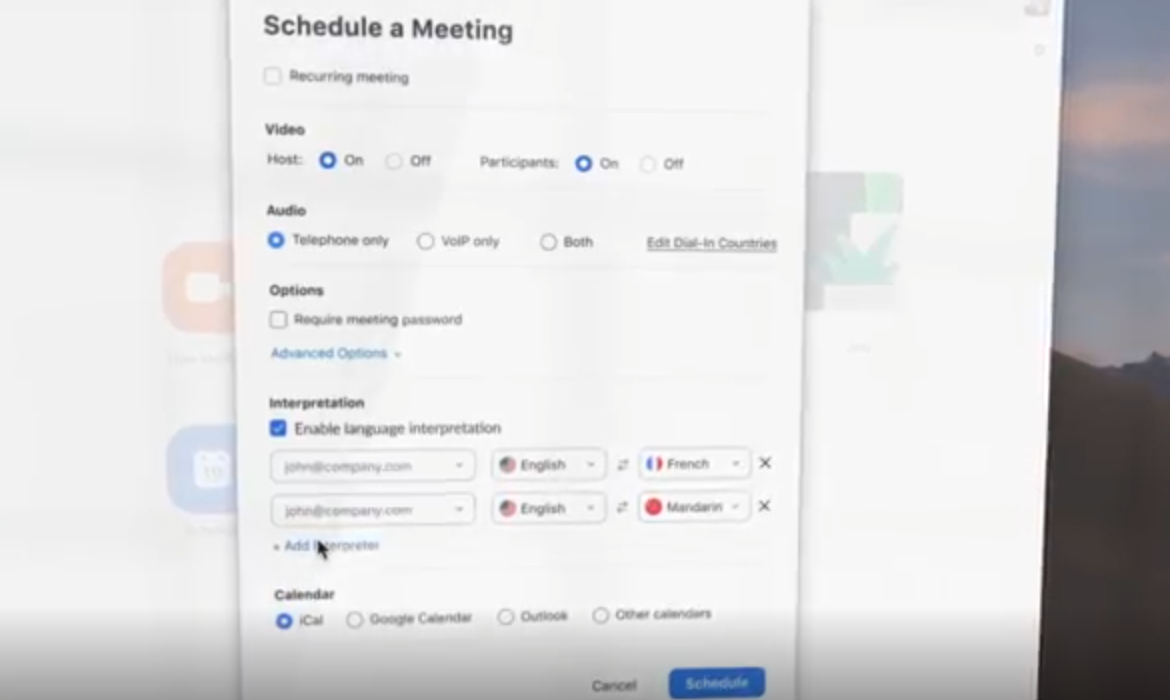 Schedule a Meeting
Recurring meeting
Video
Host: On Off Participants: On Off
Audio
Telephone only VoIP only Both Edit Dial-In Countries
Options
Require meeting password
Advanced Options
Interpretation
Enable language interpretation
john@company.com English French
john@company.com English Mandarin
+ Add
Calendar
iCal Google Calendar Outlook Other calendars
Cancel Schedule